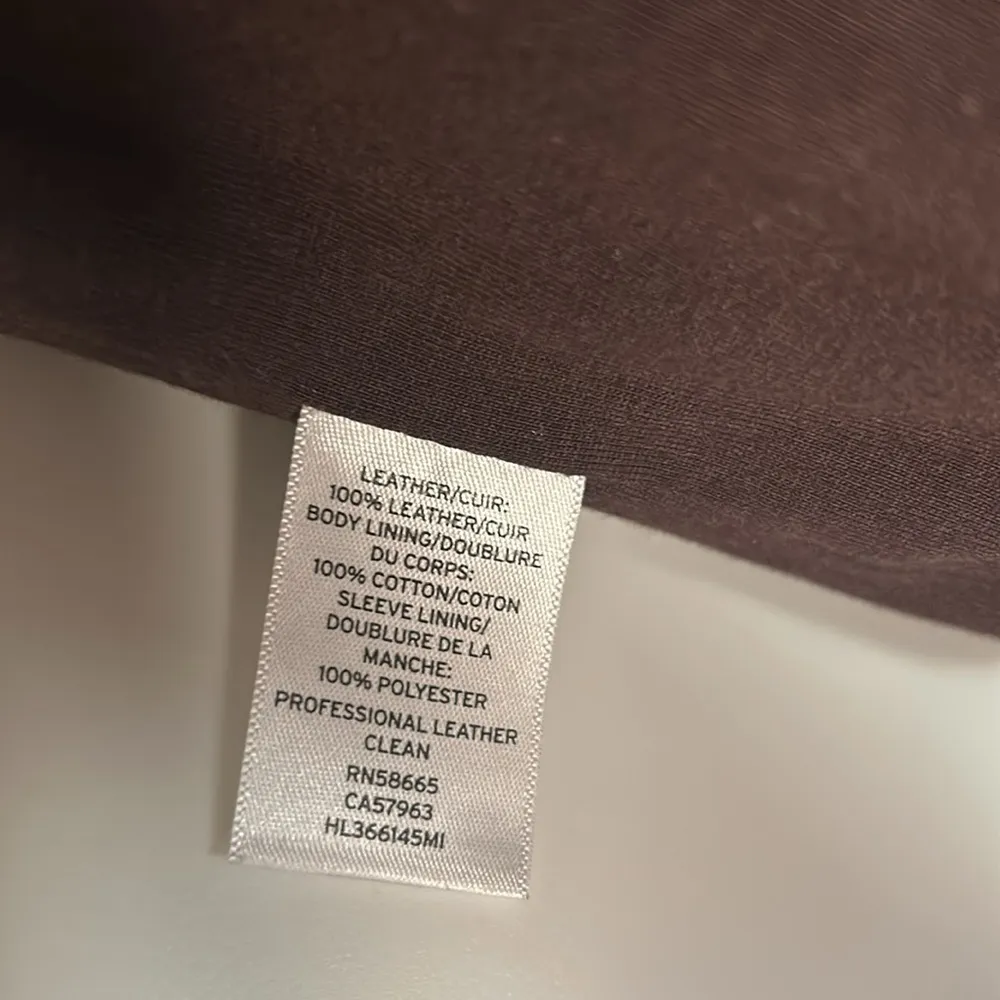 LEATHER/CUIR:
100% LEATHER/CUIR
BODY LINING/DOUBLURE
DU CORPS:
100% COTTON/COTON
SLEEVE LINING/
DOUBLURE DE LA
MANCHE:
100% POLYESTER
PROFESSIONAL LEATHER
CLEAN
RN58665
CA57963
HL366145MI